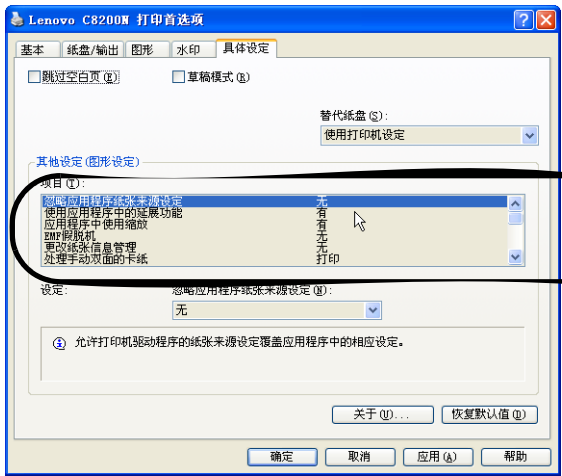 Lenovo C8200N 打印首选项
基本 纸盘/输出 图形 水印 具体设定
跳过空白页(E) 草稿模式(R)
替代纸盘(S):
使用打印机设定
其他设定(图形设定)
项目(T):
忽略应用程序纸张来源设定 无
使用应用程序中的延展功能 有
应用程序中使用缩放 有
EMF假脱机 无
更改纸张信息管理 无
处理手动双面的卡纸 打印
设定: 忽略应用程序纸张来源设定(N):
无
允许打印机驱动程序的纸张来源设定覆盖应用程序中的相应设定。
关于(U)... 恢复默认值(D)
确定 取消 应用(A) 帮助